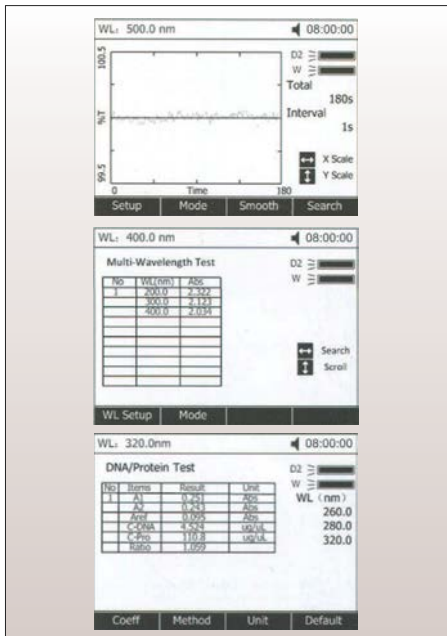 WL: 500.0 nm 08:00:00
100.5
%T
99.5
0 Time 180
D2
W
Total
180s
Interval
1s
X Scale
Y Scale
Setup Mode Smooth Search
WL: 400.0 nm 08:00:00
Multi-Wavelength Test
D2
W
No WL(nm) Abs
1 200.0 2.322
300.0 2.123
400.0 2.034
Search
Scroll
WL Setup Mode
WL: 320.0nm 08:00:00
DNA/Protein Test
D2
W
No Items Result Unit
1 A1 0.251 Abs
A2 0.243 Abs
Aref 0.095 Abs
C-DNA 4.524 ug/uL
C-Pro 110.8 ug/uL
Ratio 1.059
WL (nm)
260.0
280.0
320.0
Coeff Method Unit Default